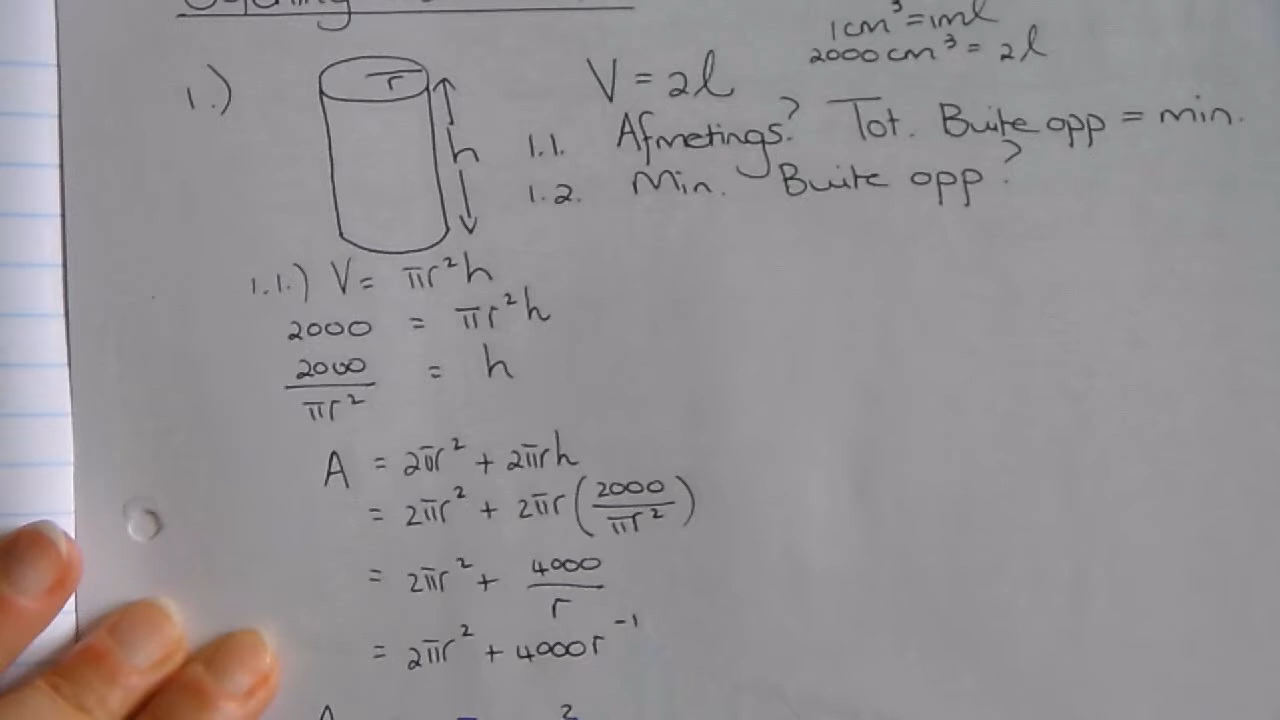 1cm³ = 1ml
2000cm³ = 2l
1.)
r
h
V = 2l
1.1. Afmetings? Tot. Buite opp = min.
1.2. Min. Buite opp?
1.1.) V = πr²h
2000 = πr²h
2000/πr² = h
A = 2πr² + 2πrh
= 2πr² + 2πr(2000/πr²)
= 2πr² + 4000/r
= 2πr² + 4000r⁻¹